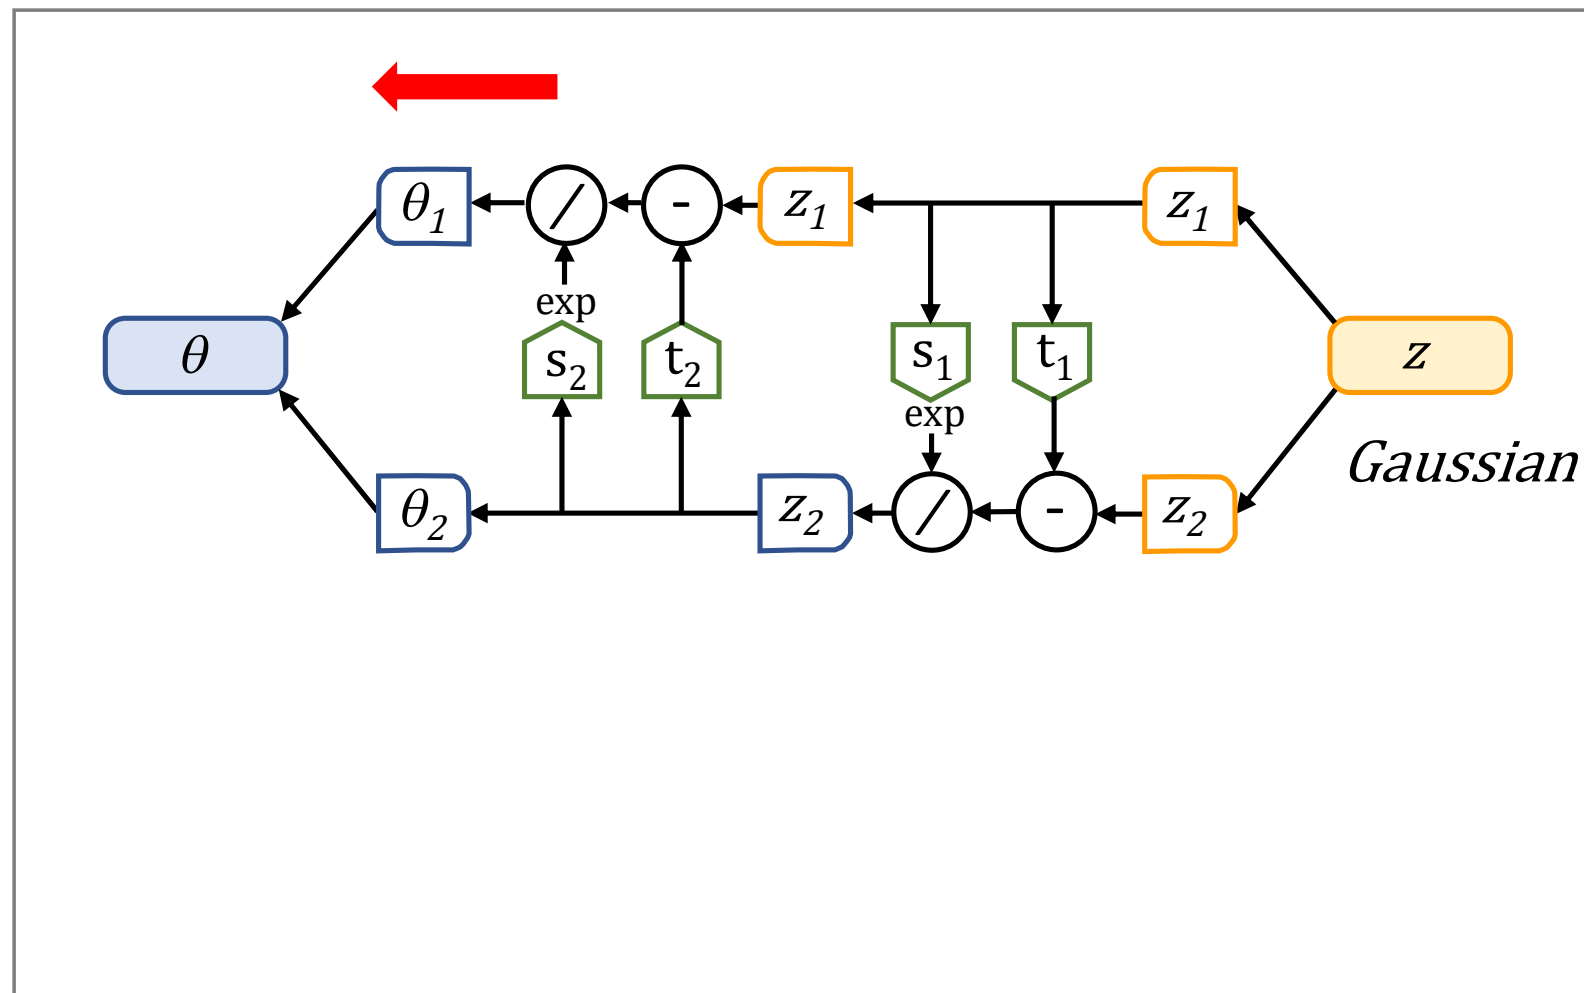 θ₁ / - z₁ z₁
exp
θ s₂ t₂ s₁ t₁ z
exp
Gaussian
θ₂ z₂ / - z₂